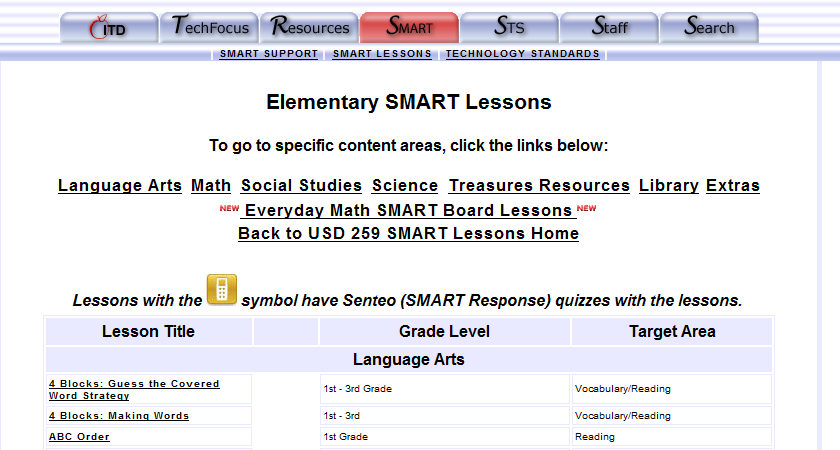 iTD TechFocus Resources SMART STS Staff Search
SMART SUPPORT SMART LESSONS TECHNOLOGY STANDARDS
Elementary SMART Lessons
To go to specific content areas, click the links below:
Language Arts Math Social Studies Science Treasures Resources Library Extras
NEW Everyday Math SMART Board Lessons NEW
Back to USD 259 SMART Lessons Home
Lessons with the symbol have Senteo (SMART Response) quizzes with the lessons.
Lesson Title Grade Level Target Area
Language Arts
4 Blocks: Guess the Covered
Word Strategy
1st - 3rd Grade Vocabulary/Reading
4 Blocks: Making Words 1st - 3rd Vocabulary/Reading
ABC Order 1st Grade Reading